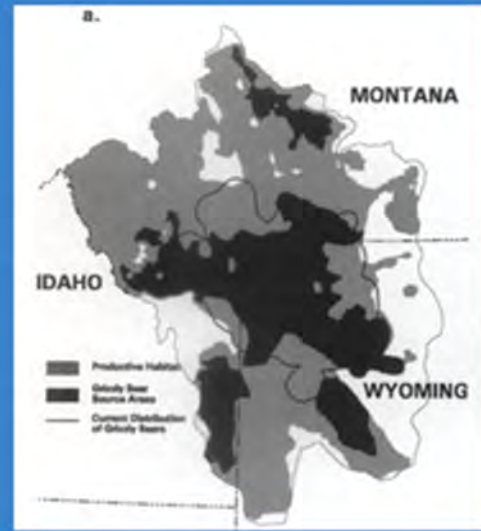 a.
MONTANA
IDAHO
Productive Habitat
Grizzly Bear
Source Areas
WYOMING
Current Distribution
of Grizzly Bears